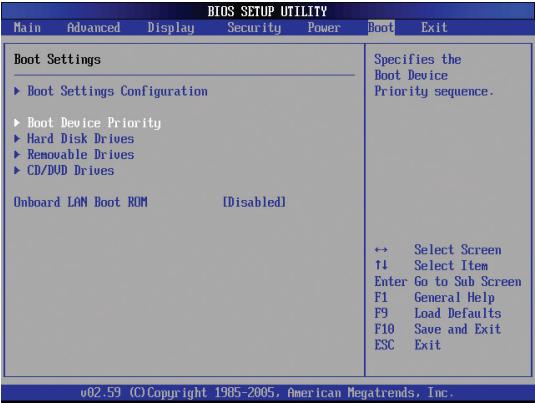 BIOS SETUP UTILITY
Main Advanced Display Security Power Boot Exit
Boot Settings
Boot Settings Configuration
Boot Device Priority
Hard Disk Drives
Removable Drives
CD/DVD Drives
Onboard LAN Boot ROM [Disabled]
Specifies the
Boot Device
Priority sequence.
↔ Select Screen
↑↓ Select Item
Enter Go to Sub Screen
F1 General Help
F9 Load Defaults
F10 Save and Exit
ESC Exit
v02.59 (C)Copyright 1985-2005, American Megatrends, Inc.